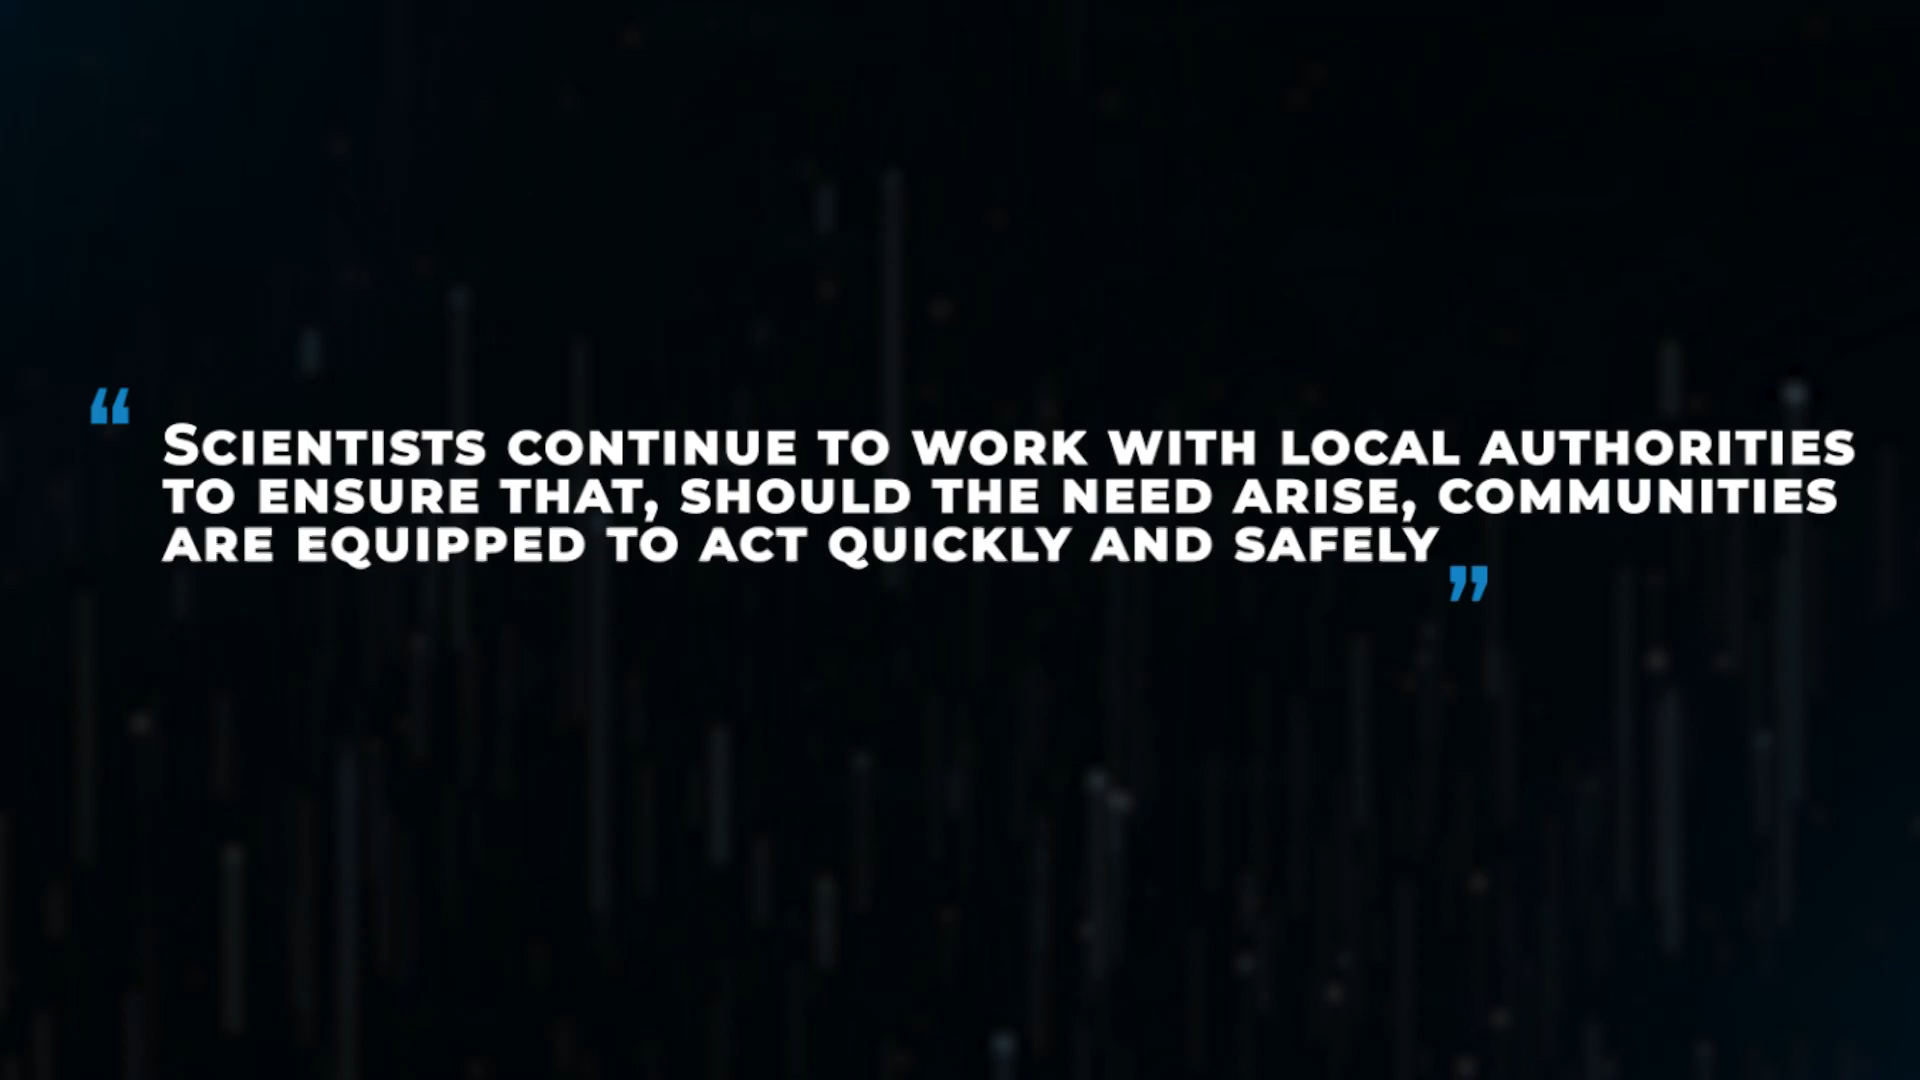 “Scientists continue to work with local authorities
to ensure that, should the need arise, communities
are equipped to act quickly and safely”